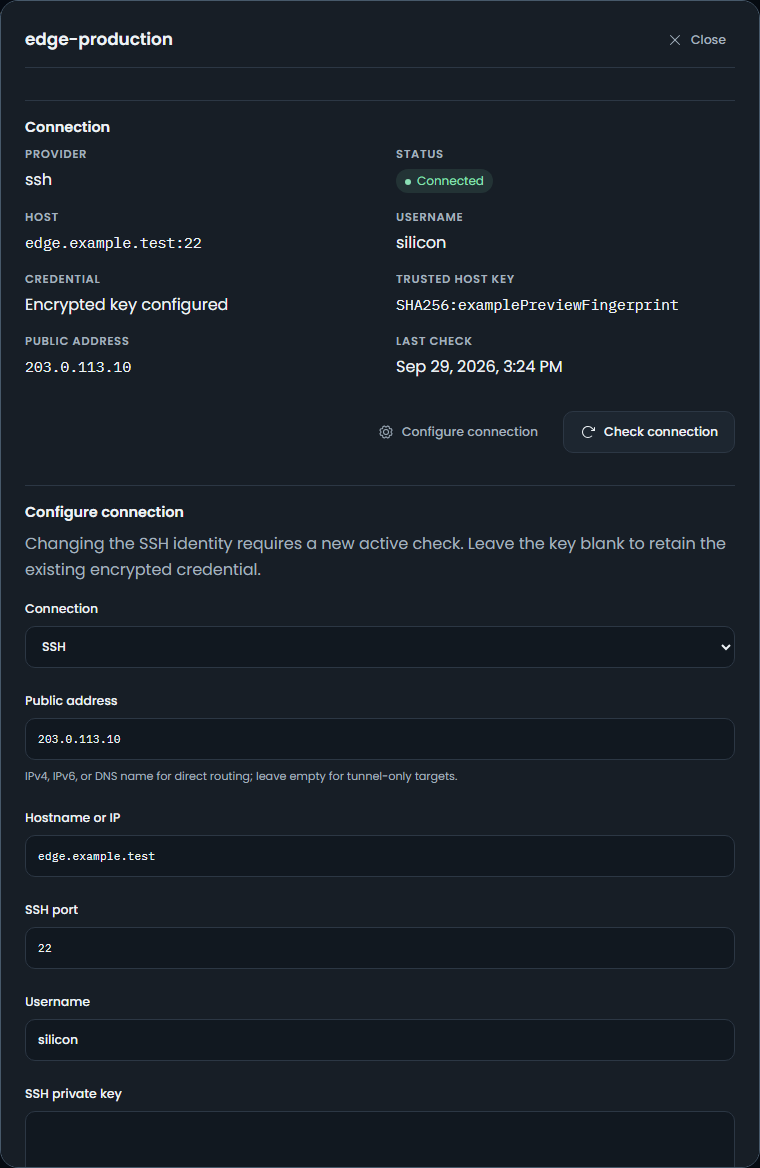 edge-production
Close
Connection
PROVIDER
ssh
STATUS
Connected
HOST
edge.example.test:22
USERNAME
silicon
CREDENTIAL
Encrypted key configured
TRUSTED HOST KEY
SHA256:examplePreviewFingerprint
PUBLIC ADDRESS
203.0.113.10
LAST CHECK
Sep 29, 2026, 3:24 PM
Configure connection
Check connection
Configure connection
Changing the SSH identity requires a new active check. Leave the key blank to retain the
existing encrypted credential.
Connection
SSH
Public address
203.0.113.10
IPv4, IPv6, or DNS name for direct routing; leave empty for tunnel-only targets.
Hostname or IP
edge.example.test
SSH port
22
Username
silicon
SSH private key